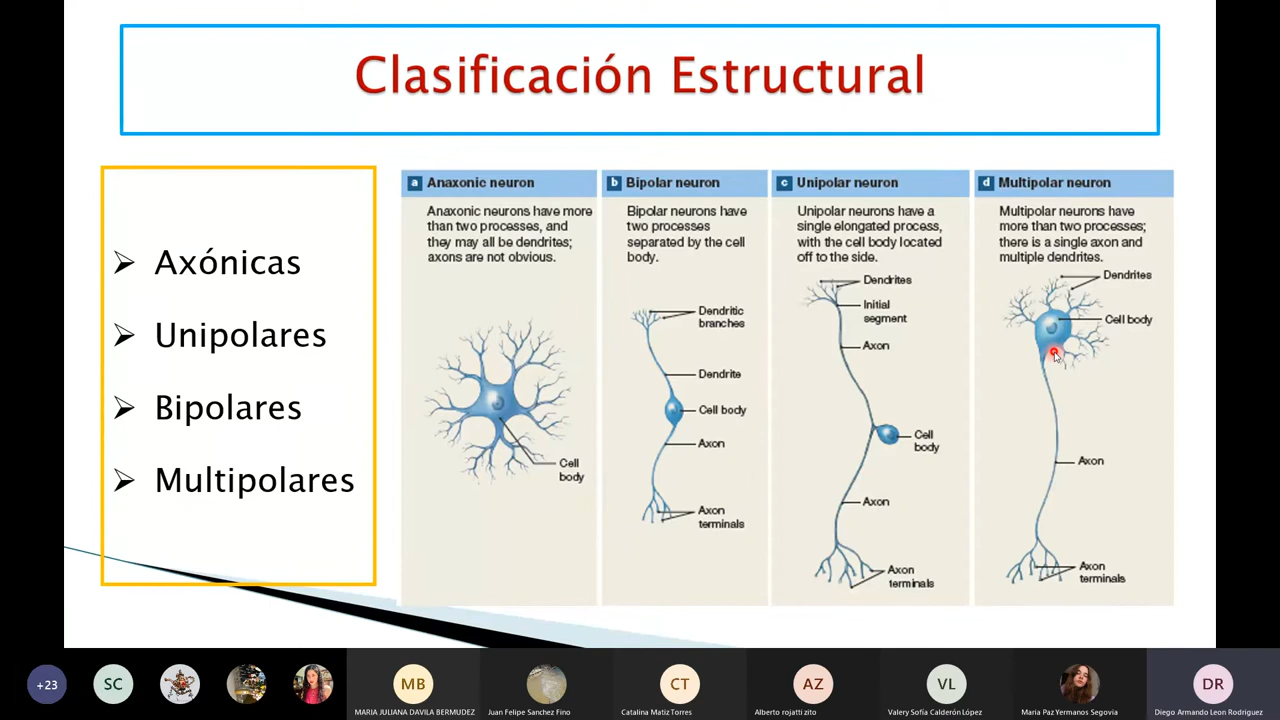 Clasificación Estructural
Axónicas
Unipolares
Bipolares
Multipolares
a Anaxonic neuron
Anaxonic neurons have more
than two processes, and
they may all be dendrites;
axons are not obvious.
Cell
body
b Bipolar neuron
Bipolar neurons have
two processes
separated by the cell
body.
Dendritic
branches
Dendrite
Cell body
Axon
Axon
terminals
c Unipolar neuron
Unipolar neurons have a
single elongated process,
with the cell body located
off to the side.
Dendrites
Initial
segment
Axon
Cell
body
Axon
Axon
terminals
d Multipolar neuron
Multipolar neurons have
more than two processes;
there is a single axon and
multiple dendrites.
Dendrites
Cell body
Axon
Axon
terminals
+23
SC
MB
CT
AZ
VL
DR
MARIA JULIANA DAVILA BERMUDEZ
Juan Felipe Sanchez Fino
Catalina Matiz Torres
Alberto rojatti zito
Valery Sofía Calderón López
Maria Paz Yermanos Segovia
Diego Armando Leon Rodriguez